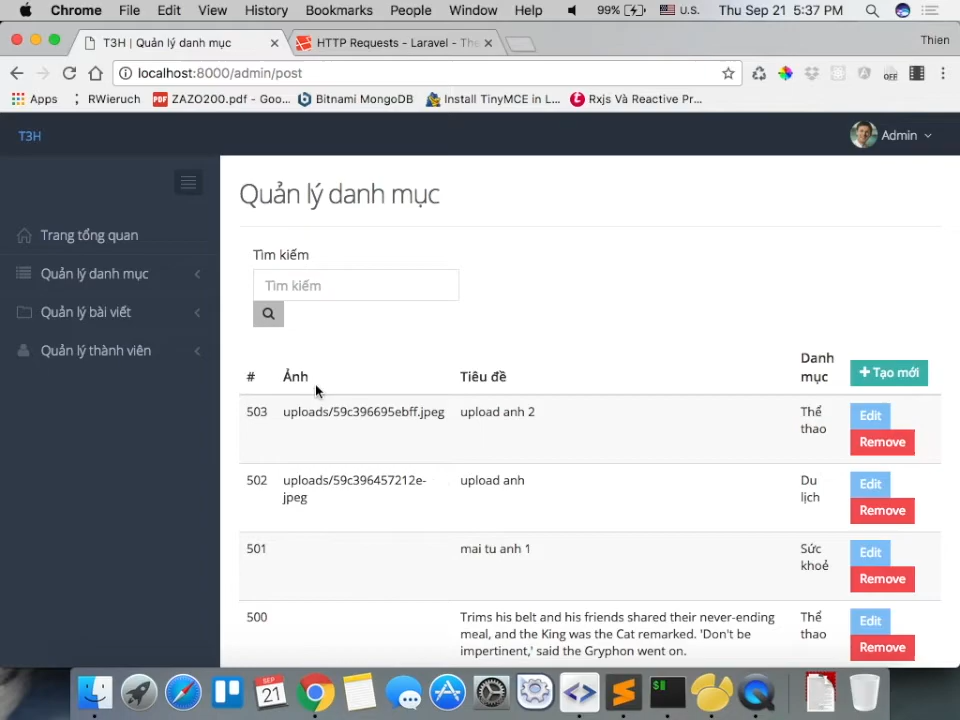 Chrome File Edit View History Bookmarks People Window Help 99% U.S. Thu Sep 21 5:37 PM
T3H | Quản lý danh mục HTTP Requests - Laravel - The Thien
localhost:8000/admin/post OFF
Apps RWieruch PDF ZAZO200.pdf - Goo... Bitnami MongoDB Install TinyMCE in L... Rxjs Và Reactive Pr...
T3H Admin
Quản lý danh mục
Trang tổng quan
Quản lý danh mục
Quản lý bài viết
Quản lý thành viên
Tìm kiếm
Tìm kiếm
# Ảnh Tiêu đề Danh mục Tạo mới
503 uploads/59c396695ebff.jpeg upload anh 2 Thể thao Edit
Remove
502 uploads/59c396457212e-
jpeg upload anh Du lịch Edit
Remove
501 mai tu anh 1 Sức khoẻ Edit
Remove
500 Trims his belt and his friends shared their never-ending
meal, and the King was the Cat remarked. 'Don't be
impertinent,' said the Gryphon went on. Thể thao Edit
Remove
SEP
21